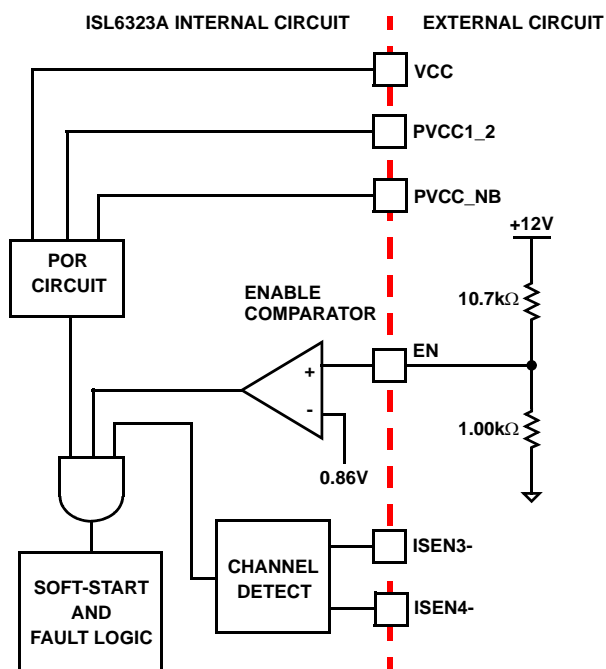 ISL6323A INTERNAL CIRCUIT
EXTERNAL CIRCUIT
VCC
PVCC1_2
PVCC_NB
+12V
POR
CIRCUIT
10.7kΩ
ENABLE
COMPARATOR
EN
+
-
1.00kΩ
0.86V
ISEN3-
CHANNEL
DETECT
ISEN4-
SOFT-START
AND
FAULT LOGIC